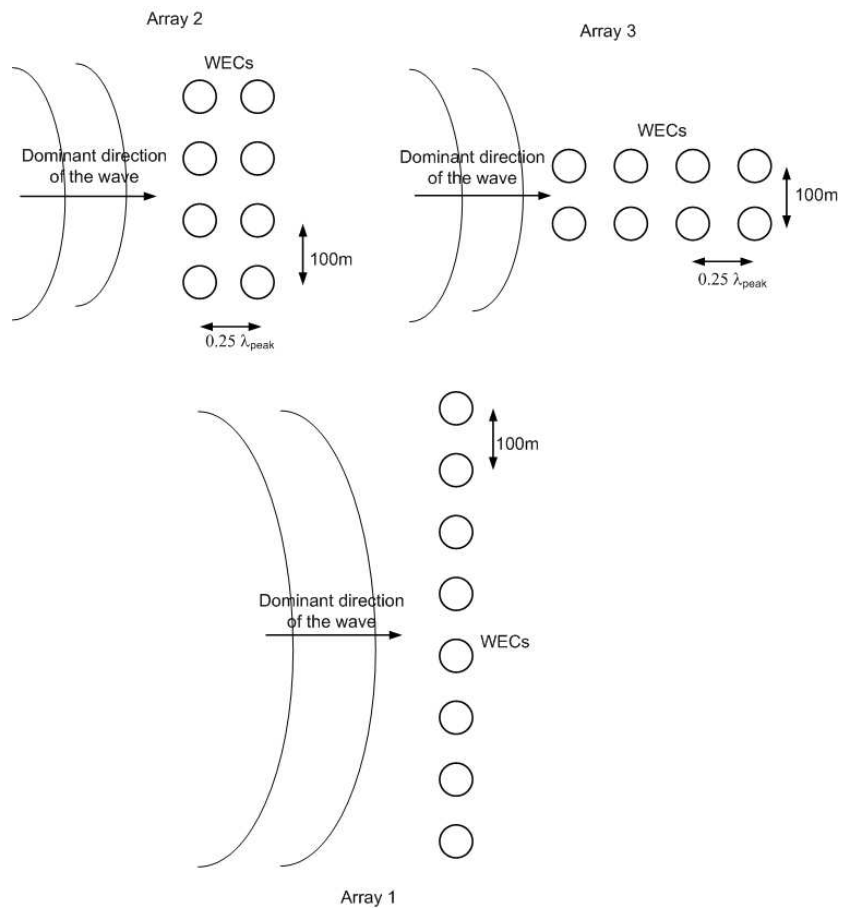 Array 2
WECs
Dominant direction
of the wave
100m
0.25 λpeak
Array 3
WECs
Dominant direction
of the wave
100m
0.25 λpeak
100m
Dominant direction
of the wave
WECs
Array 1